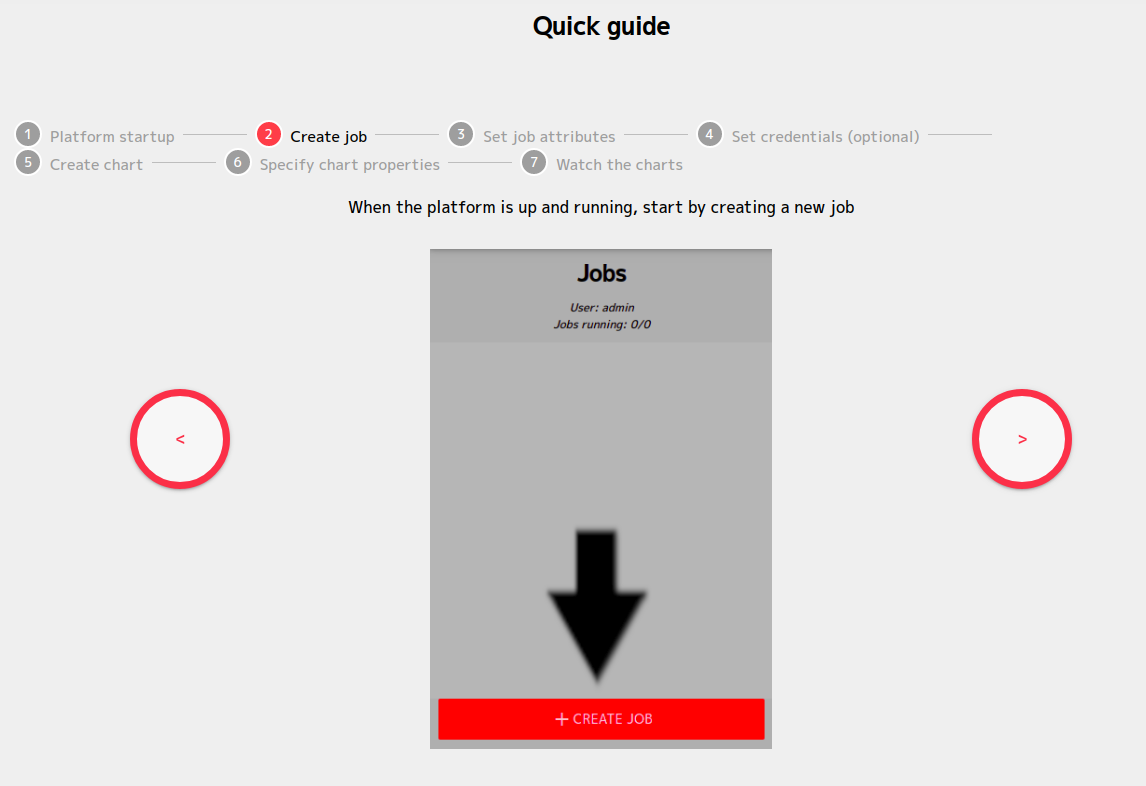 Quick guide
1 Platform startup 2 Create job 3 Set job attributes 4 Set credentials (optional)
5 Create chart 6 Specify chart properties 7 Watch the charts
When the platform is up and running, start by creating a new job
Jobs
User: admin
Jobs running: 0/0
< >
+ CREATE JOB